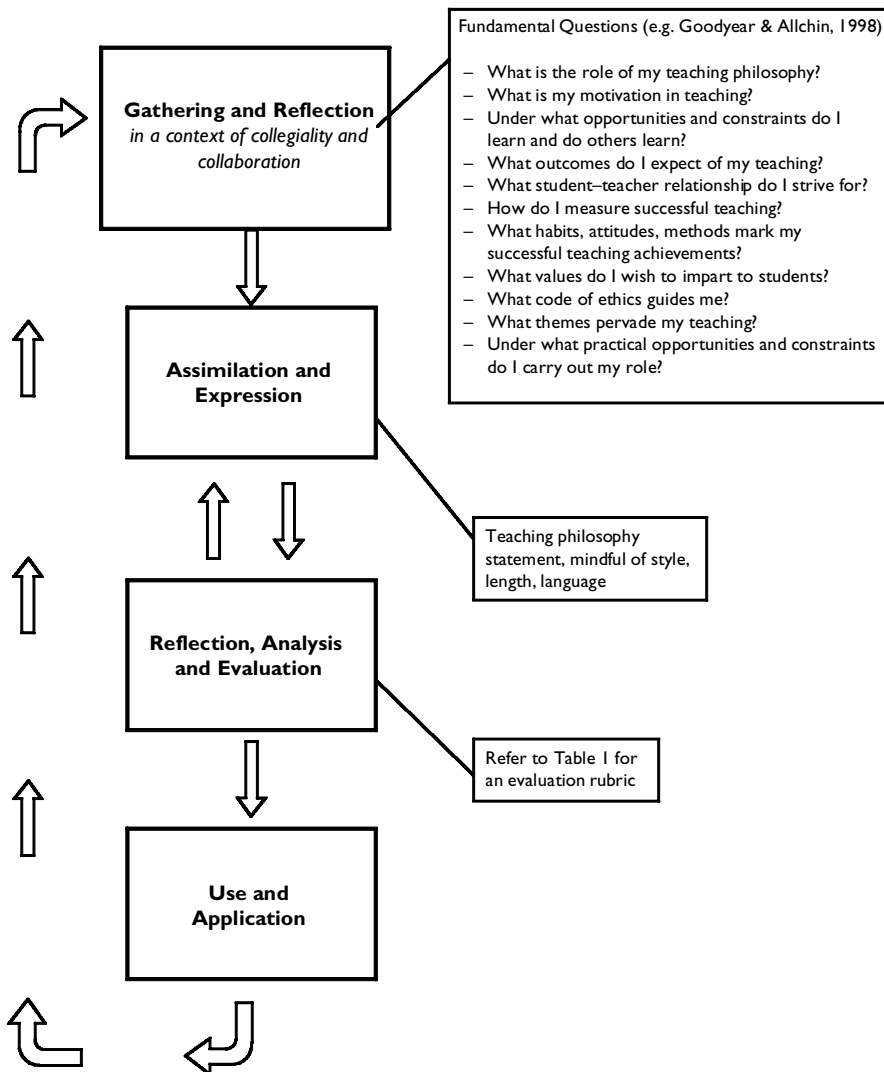 Gathering and Reflection
in a context of collegiality and
collaboration
Fundamental Questions (e.g. Goodyear & Allchin, 1998)
– What is the role of my teaching philosophy?
– What is my motivation in teaching?
– Under what opportunities and constraints do I
learn and do others learn?
– What outcomes do I expect of my teaching?
– What student–teacher relationship do I strive for?
– How do I measure successful teaching?
– What habits, attitudes, methods mark my
successful teaching achievements?
– What values do I wish to impart to students?
– What code of ethics guides me?
– What themes pervade my teaching?
– Under what practical opportunities and constraints
do I carry out my role?
Assimilation and
Expression
Teaching philosophy
statement, mindful of style,
length, language
Reflection, Analysis
and Evaluation
Refer to Table 1 for
an evaluation rubric
Use and
Application